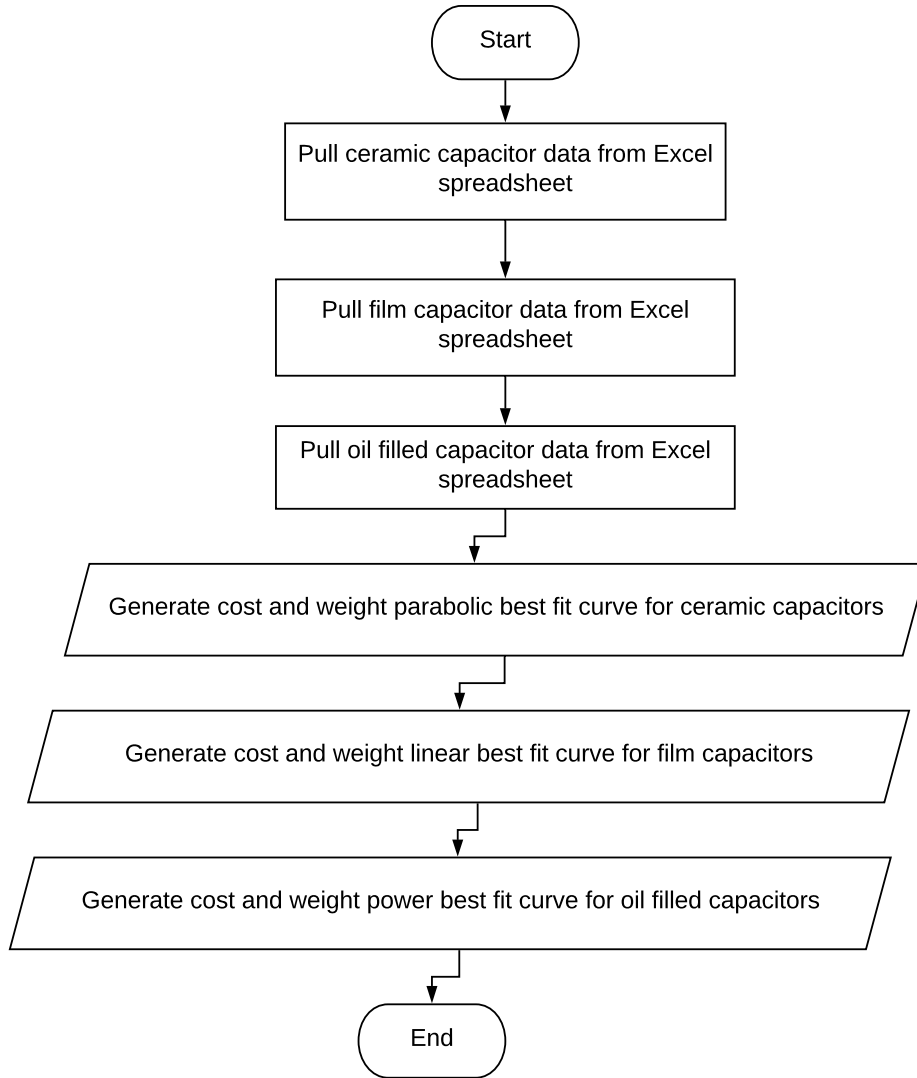 Start
Pull ceramic capacitor data from Excel
spreadsheet
Pull film capacitor data from Excel
spreadsheet
Pull oil filled capacitor data from Excel
spreadsheet
Generate cost and weight parabolic best fit curve for ceramic capacitors
Generate cost and weight linear best fit curve for film capacitors
Generate cost and weight power best fit curve for oil filled capacitors
End